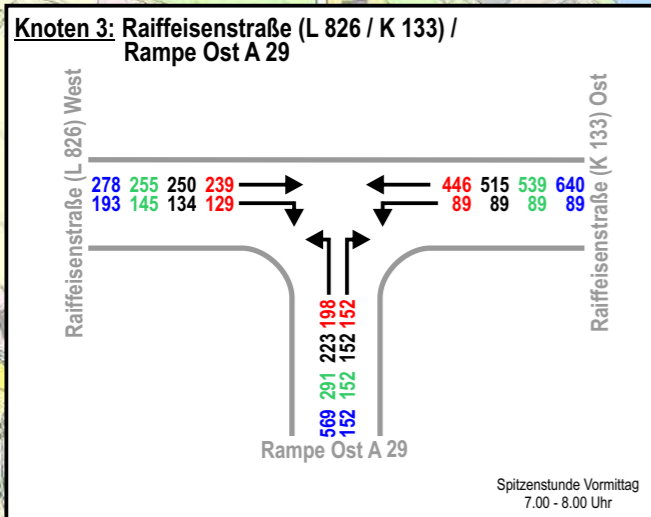 Knoten 3: Raiffeisenstraße (L 826 / K 133) /
Rampe Ost A 29
Raiffeisenstraße (L 826) West
278 255 250 239
193 145 134 129
446 515 539 640
89 89 89 89
Raiffeisenstraße (K 133) Ost
569 291 223 198
152 152 152 152
Rampe Ost A 29
Spitzenstunde Vormittag
7.00 - 8.00 Uhr